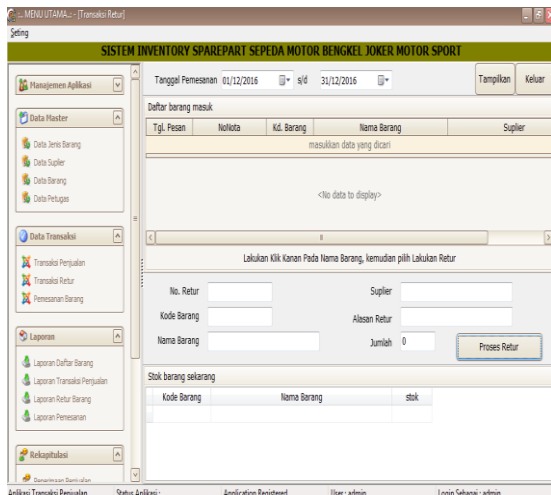 ..:: MENU UTAMA..: - [Transaksi Retur]
Seting
SISTEM INVENTORY SPAREPART SEPEDA MOTOR BENGKEL JOKER MOTOR SPORT
Manajemen Aplikasi
Data Master
Data Jenis Barang
Data Suplier
Data Barang
Data Petugas
Data Transaksi
Transaksi Penjualan
Transaksi Retur
Pemesanan Barang
Laporan
Laporan Daftar Barang
Laporan Transaksi Penjualan
Laporan Retur Barang
Laporan Pemesanan
Rekapitulasi
Penerimaan Penjualan
Tanggal Pemesanan 01/12/2016 s/d 31/12/2016 Tampilkan Keluar
Daftar barang masuk
Tgl. Pesan NoNota Kd. Barang Nama Barang Suplier
masukkan data yang dicari
<No data to display>
Lakukan Klik Kanan Pada Nama Barang, kemudian pilih Lakukan Retur
No. Retur Suplier
Kode Barang Alasan Retur
Nama Barang Jumlah 0 Proses Retur
Stok barang sekarang
Kode Barang Nama Barang stok
Aplikasi Transaksi Penjualan Status Aplikasi : Application Registered User : admin Login Sebagai : admin